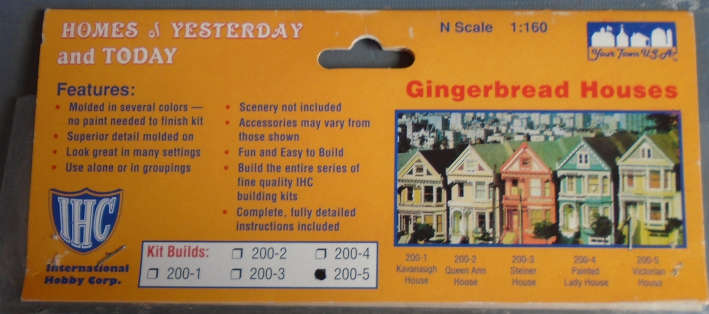 HOMES of YESTERDAY
and TODAY
N Scale 1:160
Your Town U.S.A.
Features:
• Molded in several colors —
no paint needed to finish kit
• Superior detail molded on
• Look great in many settings
• Use alone or in groupings
• Scenery not included
• Accessories may vary from
those shown
• Fun and Easy to Build
• Build the entire series of
fine quality IHC
building kits
• Complete, fully detailed
instructions included
Gingerbread Houses
IHC
International
Hobby Corp.
Kit Builds:
200-2
200-4
200-1
200-3
200-5
200-1
Kavanaugh
House
200-2
Queen Ann
House
200-3
Steiner
House
200-4
Painted
Lady House
200-5
Victorian
House